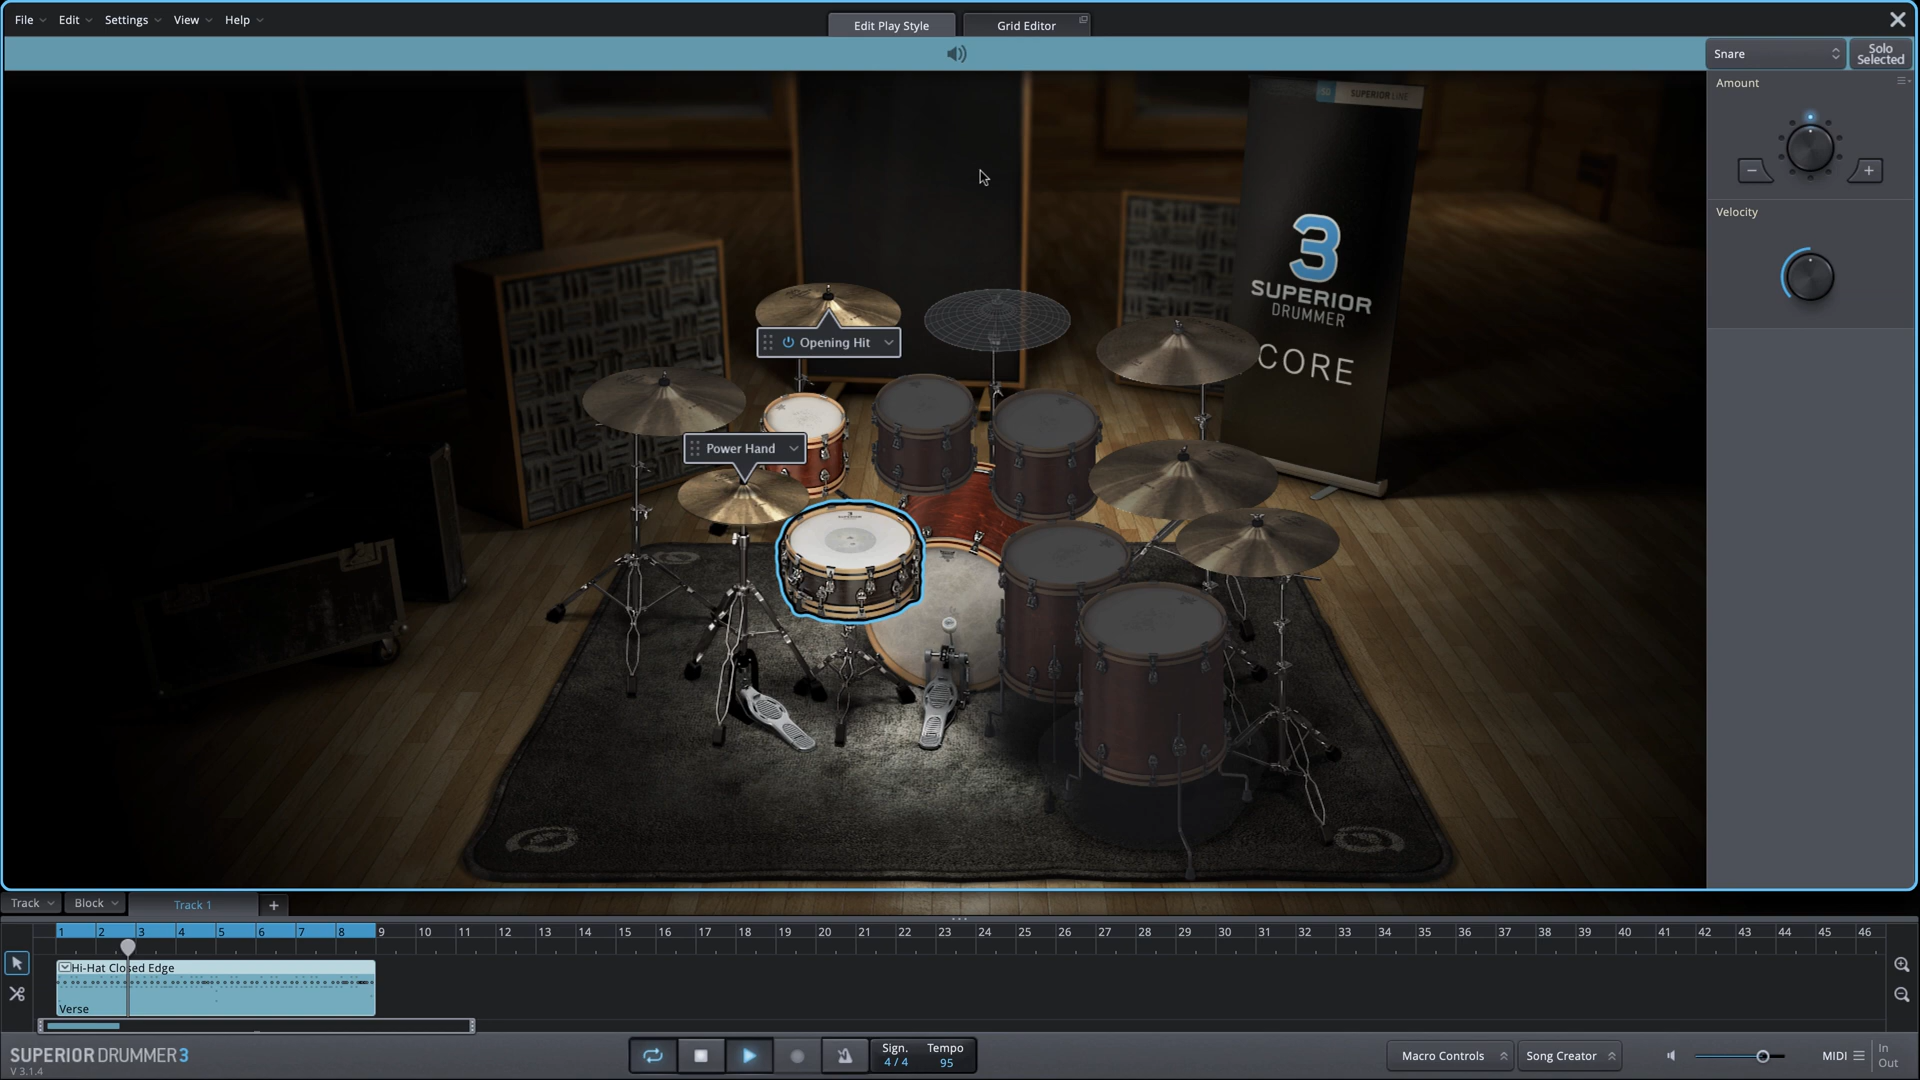 File Edit Settings View Help
Edit Play Style Grid Editor
Snare
Solo
Selected
Amount
Velocity
SUPERIOR LINE
3
SUPERIOR
DRUMMER
CORE
Opening Hit
Power Hand
SUPERIOR
Track Block Track 1 +
1 2 3 4 5 6 7 8 9 10 11 12 13 14 15 16 17 18 19 20 21 22 23 24 25 26 27 28 29 30 31 32 33 34 35 36 37 38 39 40 41 42 43 44 45 46
Hi-Hat Closed Edge
Verse
SUPERIOR DRUMMER 3
V 3.1.4
Sign. Tempo
4 / 4 95
Macro Controls Song Creator
MIDI In
Out